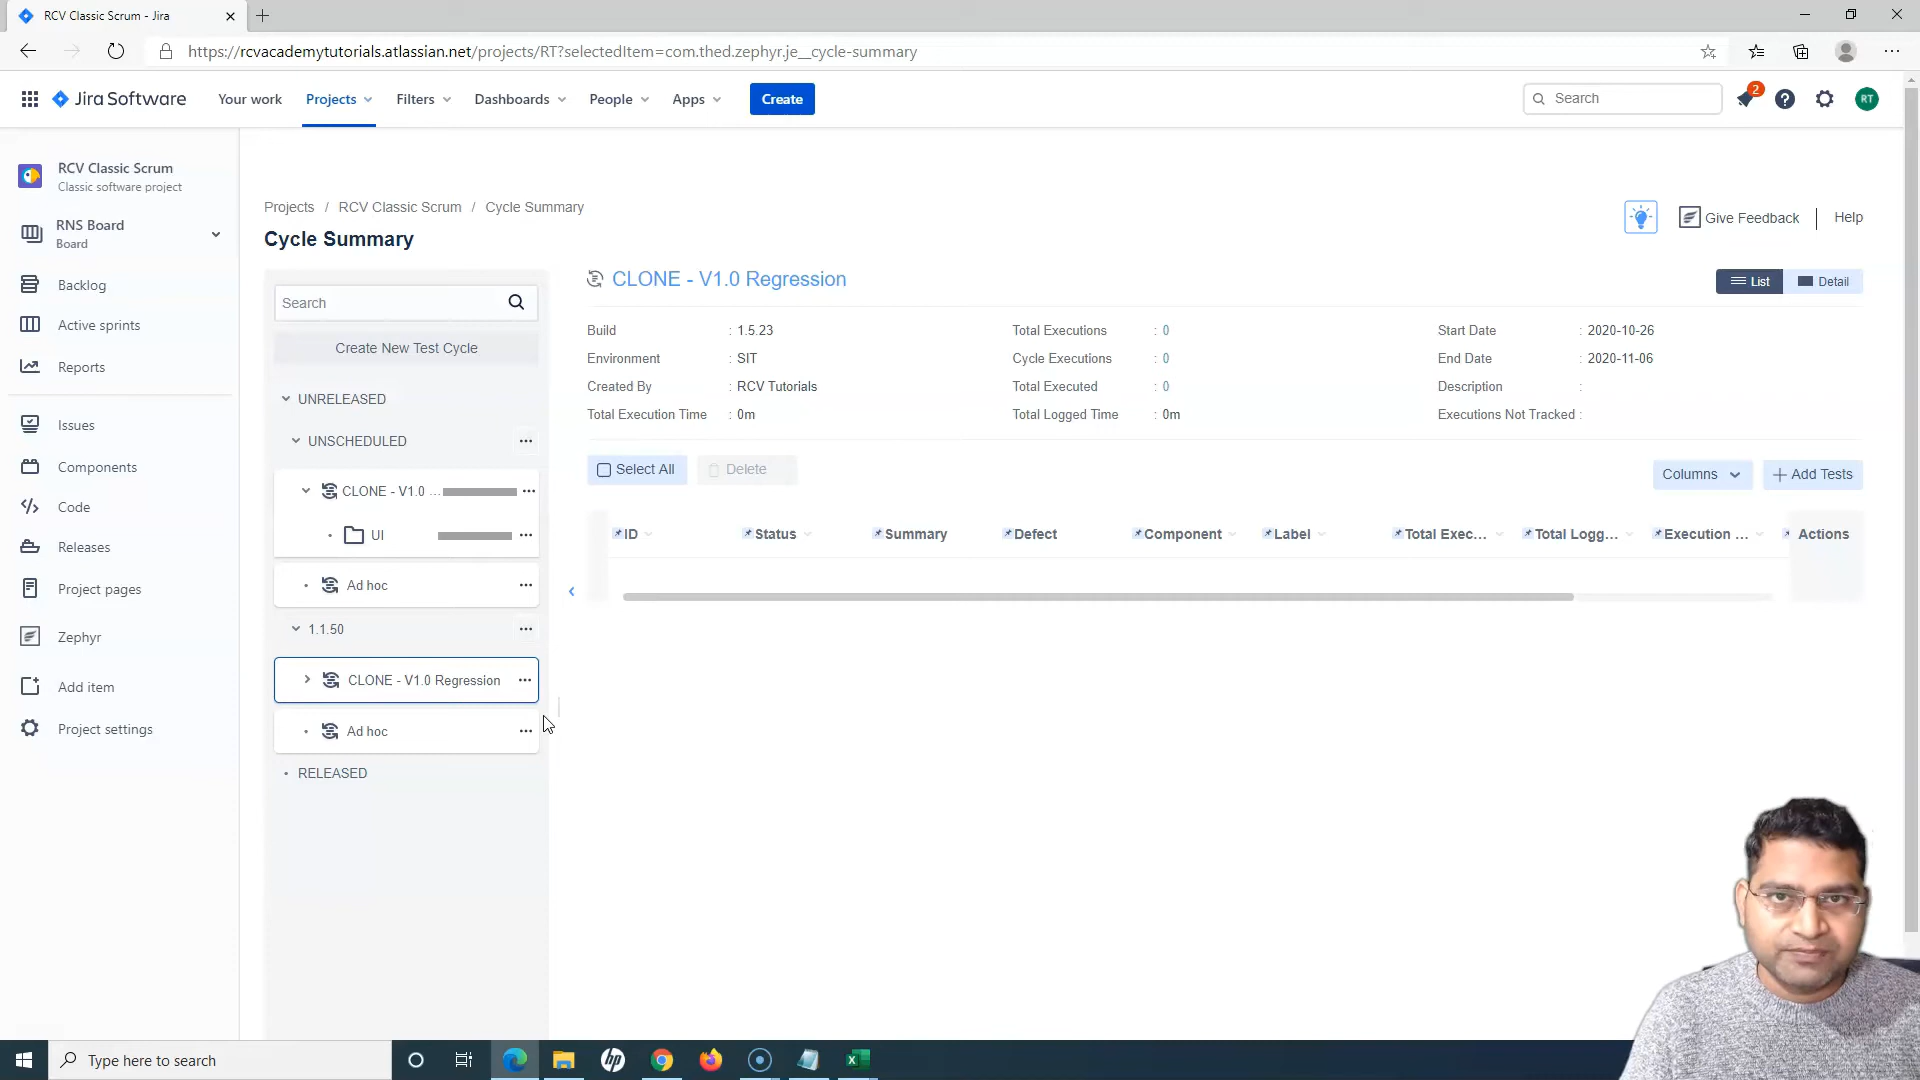 RCV Classic Scrum - Jira
https://rcvacademytutorials.atlassian.net/projects/RT?selectedItem=com.thed.zephyr.je__cycle-summary
Jira Software
Your work
Projects
Filters
Dashboards
People
Apps
Create
Search
2
RT
RCV Classic Scrum
Classic software project
RNS Board
Board
Backlog
Active sprints
Reports
Issues
Components
Code
Releases
Project pages
Zephyr
Add item
Project settings
Projects / RCV Classic Scrum / Cycle Summary
Give Feedback
Help
Cycle Summary
Search
Create New Test Cycle
UNRELEASED
UNSCHEDULED
CLONE - V1.0 ...
UI
Ad hoc
1.1.50
CLONE - V1.0 Regression
Ad hoc
RELEASED
CLONE - V1.0 Regression
List
Detail
Build : 1.5.23
Total Executions : 0
Start Date : 2020-10-26
Environment : SIT
Cycle Executions : 0
End Date : 2020-11-06
Created By : RCV Tutorials
Total Executed : 0
Description :
Total Execution Time : 0m
Total Logged Time : 0m
Executions Not Tracked :
Select All
Delete
Columns
Add Tests
ID
Status
Summary
Defect
Component
Label
Total Exec...
Total Logg...
Execution ...
Actions
Type here to search
hp